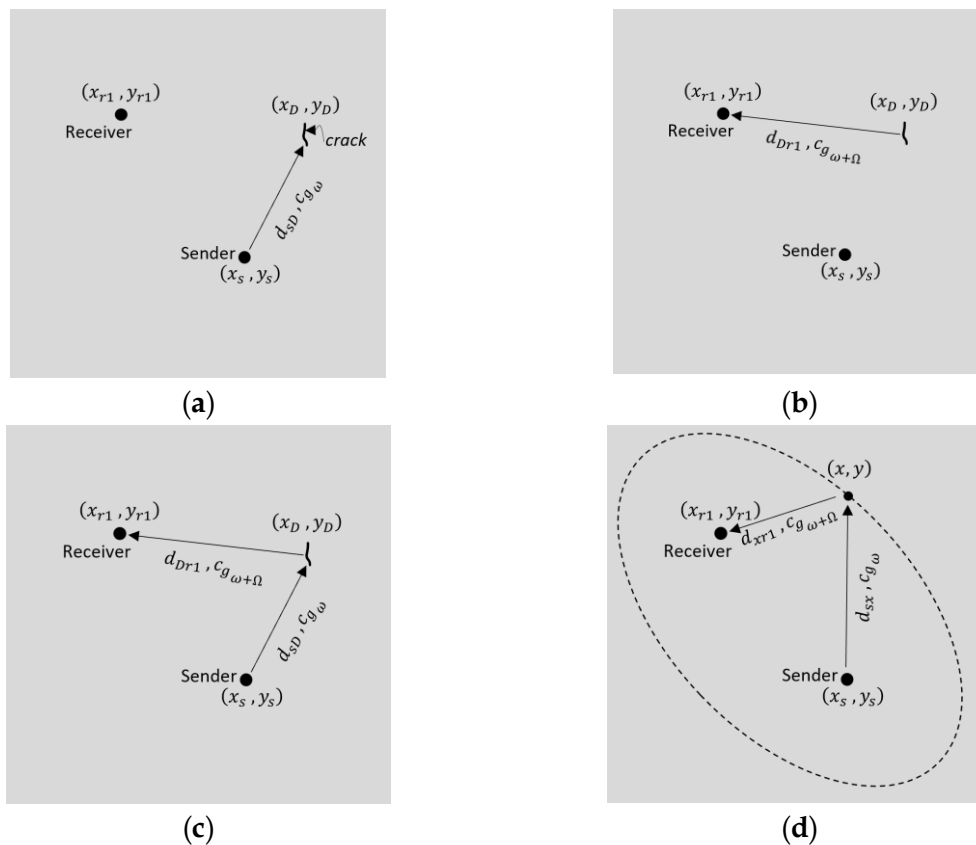 (x_{r1}, y_{r1})
Receiver
(x_D, y_D)
crack
d_{sD}, c_{g_ω}
Sender
(x_s, y_s)
(a)
(x_{r1}, y_{r1})
Receiver
(x_D, y_D)
d_{Dr1}, c_{g_{ω+Ω}}
Sender
(x_s, y_s)
(b)
(x_{r1}, y_{r1})
Receiver
(x_D, y_D)
d_{Dr1}, c_{g_{ω+Ω}}
d_{sD}, c_{g_ω}
Sender
(x_s, y_s)
(c)
(x, y)
(x_{r1}, y_{r1})
Receiver
d_{xr1}, c_{g_{ω+Ω}}
d_{sx}, c_{g_ω}
Sender
(x_s, y_s)
(d)